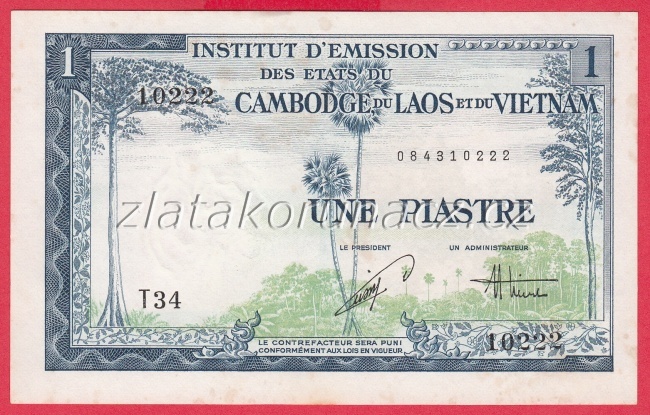 1 INSTITUT D'EMISSION 1
DES ETATS DU
10222 CAMBODGE, DU LAOS ET DU VIETNAM
084310222
zlatakorunacz.cz
UNE PIASTRE
LE PRESIDENT UN ADMINISTRATEUR
T34
LE CONTREFACTEUR SERA PUNI
CONFORMÉMENT AUX LOIS EN VIGUEUR
10222